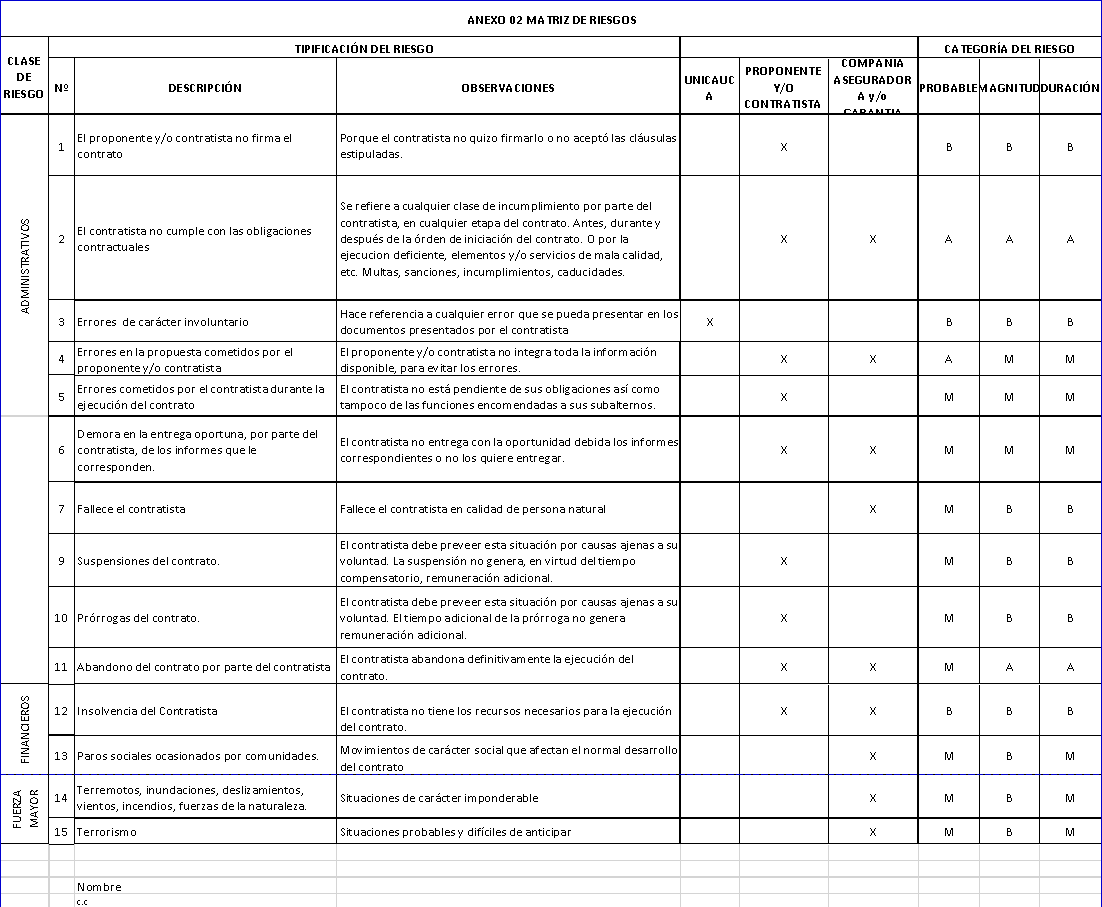 ANEXO 02 MATRIZ DE RIESGOS
CLASE DE RIESGO
TIPIFICACIÓN DEL RIESGO
CATEGORÍA DEL RIESGO
Nº
DESCRIPCIÓN
OBSERVACIONES
UNICAUC
A
PROPONENTE
Y/O
CONTRATISTA
COMPAÑIA
ASEGURADOR
A y/o
GARANTIA
PROBABLE
MAGNITUD
DURACIÓN
ADMINISTRATIVOS
1
El proponente y/o contratista no firma el
contrato
Porque el contratista no quizo firmarlo o no aceptó las cláusulas
estipuladas.
X
B B B
2
El contratista no cumple con las obligaciones
contractuales
Se refiere a cualquier clase de incumplimiento por parte del
contratista, en cualquier etapa del contrato. Antes, durante y
después de la órden de iniciación del contrato. O por la
ejecucion deficiente, elementos y/o servicios de mala calidad,
etc. Multas, sanciones, incumplimientos, caducidades.
X X
A A A
3
Errores de carácter involuntario
Hace referencia a cualquier error que se pueda presentar en los
documentos presentados por el contratista
X
B B B
4
Errores en la propuesta cometidos por el
proponente y/o contratista
El proponente y/o contratista no integra toda la información
disponible, para evitar los errores.
X X
A M M
5
Errores cometidos por el contratista durante la
ejecución del contrato
El contratista no está pendiente de sus obligaciones así como
tampoco de las funciones encomendadas a sus subalternos.
X
M M M
6
Demora en la entrega oportuna, por parte del
contratista, de los informes que le
corresponden.
El contratista no entrega con la oportunidad debida los informes
correspondientes o no los quiere entregar.
X X
M M M
7
Fallece el contratista
Fallece el contratista en calidad de persona natural
X
M B B
9
Suspensiones del contrato.
El contratista debe preveer esta situación por causas ajenas a su
voluntad. La suspensión no genera, en virtud del tiempo
compensatorio, remuneración adicional.
X
M B B
10
Prórrogas del contrato.
El contratista debe preveer esta situación por causas ajenas a su
voluntad. El tiempo adicional de la prórroga no genera
remuneración adicional.
X
M B B
11
Abandono del contrato por parte del contratista
El contratista abandona definitivamente la ejecución del
contrato.
X X
M A A
FINANCIEROS
12
Insolvencia del Contratista
El contratista no tiene los recursos necesarios para la ejecución
del contrato.
X X
B B B
13
Paros sociales ocasionados por comunidades.
Movimientos de carácter social que afectan el normal desarrollo
del contrato
X
M B M
FUERZA
MAYOR
14
Terremotos, inundaciones, deslizamientos,
vientos, incendios, fuerzas de la naturaleza.
Situaciones de carácter imponderable
X
M B M
15
Terrorismo
Situaciones probables y difíciles de anticipar
X
M B M
Nombre
c.c